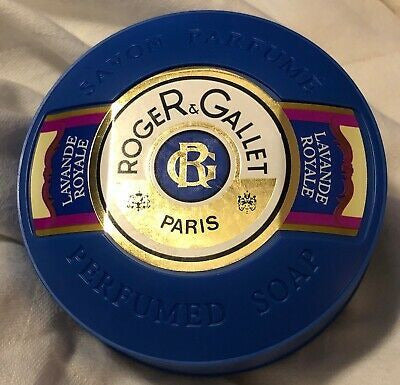 SAVON PARFUMÉ
ROGER & GALLET
RG
PARIS
LAVANDE
ROYALE
LAVANDE
ROYALE
PERFUMED SOAP